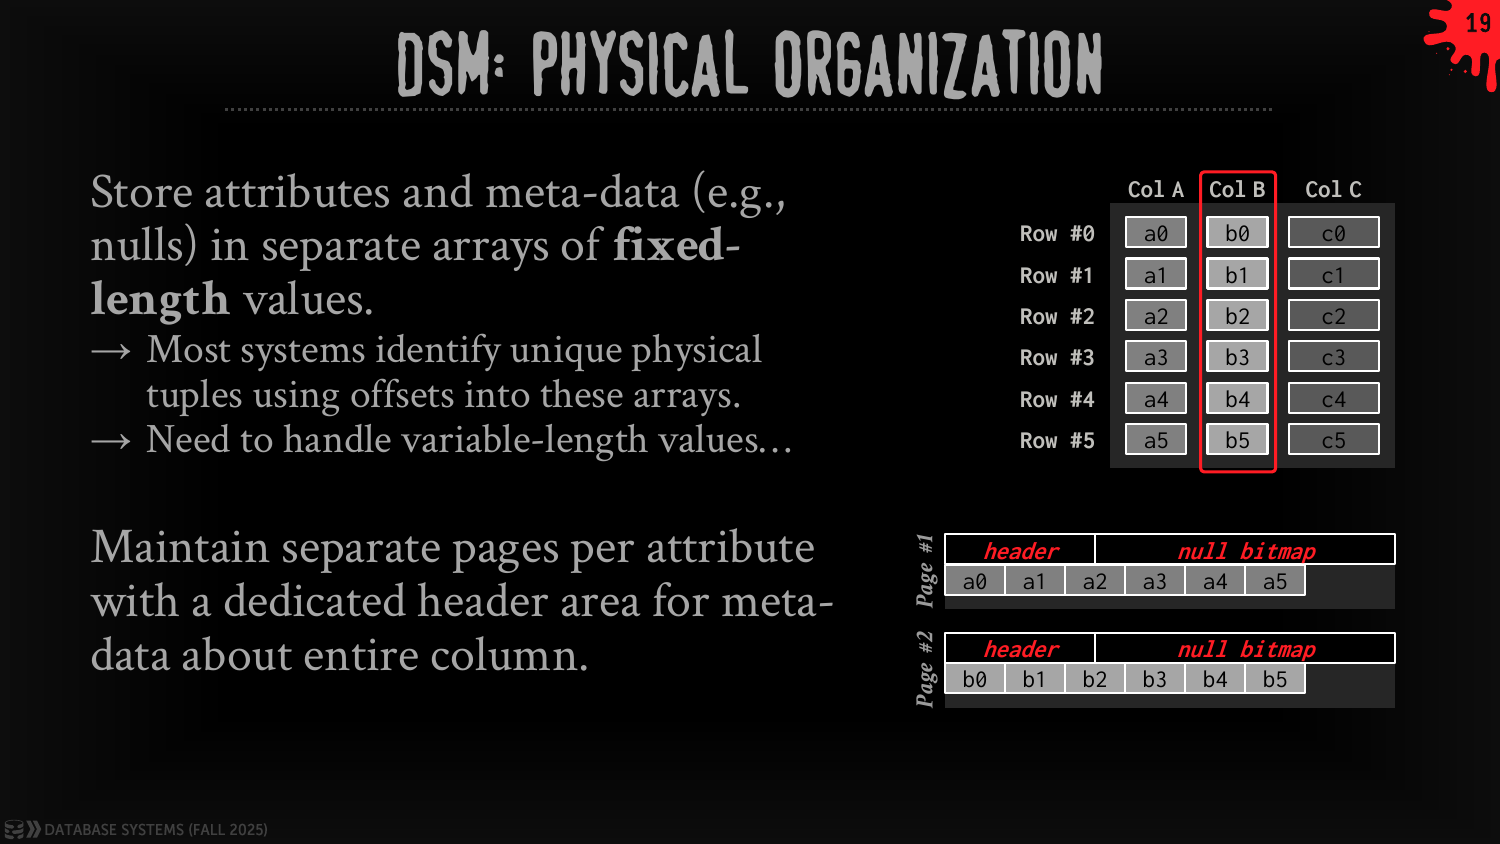 19
DSM: PHYSICAL ORGANIZATION
Store attributes and meta-data (e.g.,
nulls) in separate arrays of fixed-
length values.
→ Most systems identify unique physical
tuples using offsets into these arrays.
→ Need to handle variable-length values…
Maintain separate pages per attribute
with a dedicated header area for meta-
data about entire column.
Col A Col B Col C
Row #0 a0 b0 c0
Row #1 a1 b1 c1
Row #2 a2 b2 c2
Row #3 a3 b3 c3
Row #4 a4 b4 c4
Row #5 a5 b5 c5
Page #1
header null bitmap
a0 a1 a2 a3 a4 a5
Page #2
header null bitmap
b0 b1 b2 b3 b4 b5
DATABASE SYSTEMS (FALL 2025)